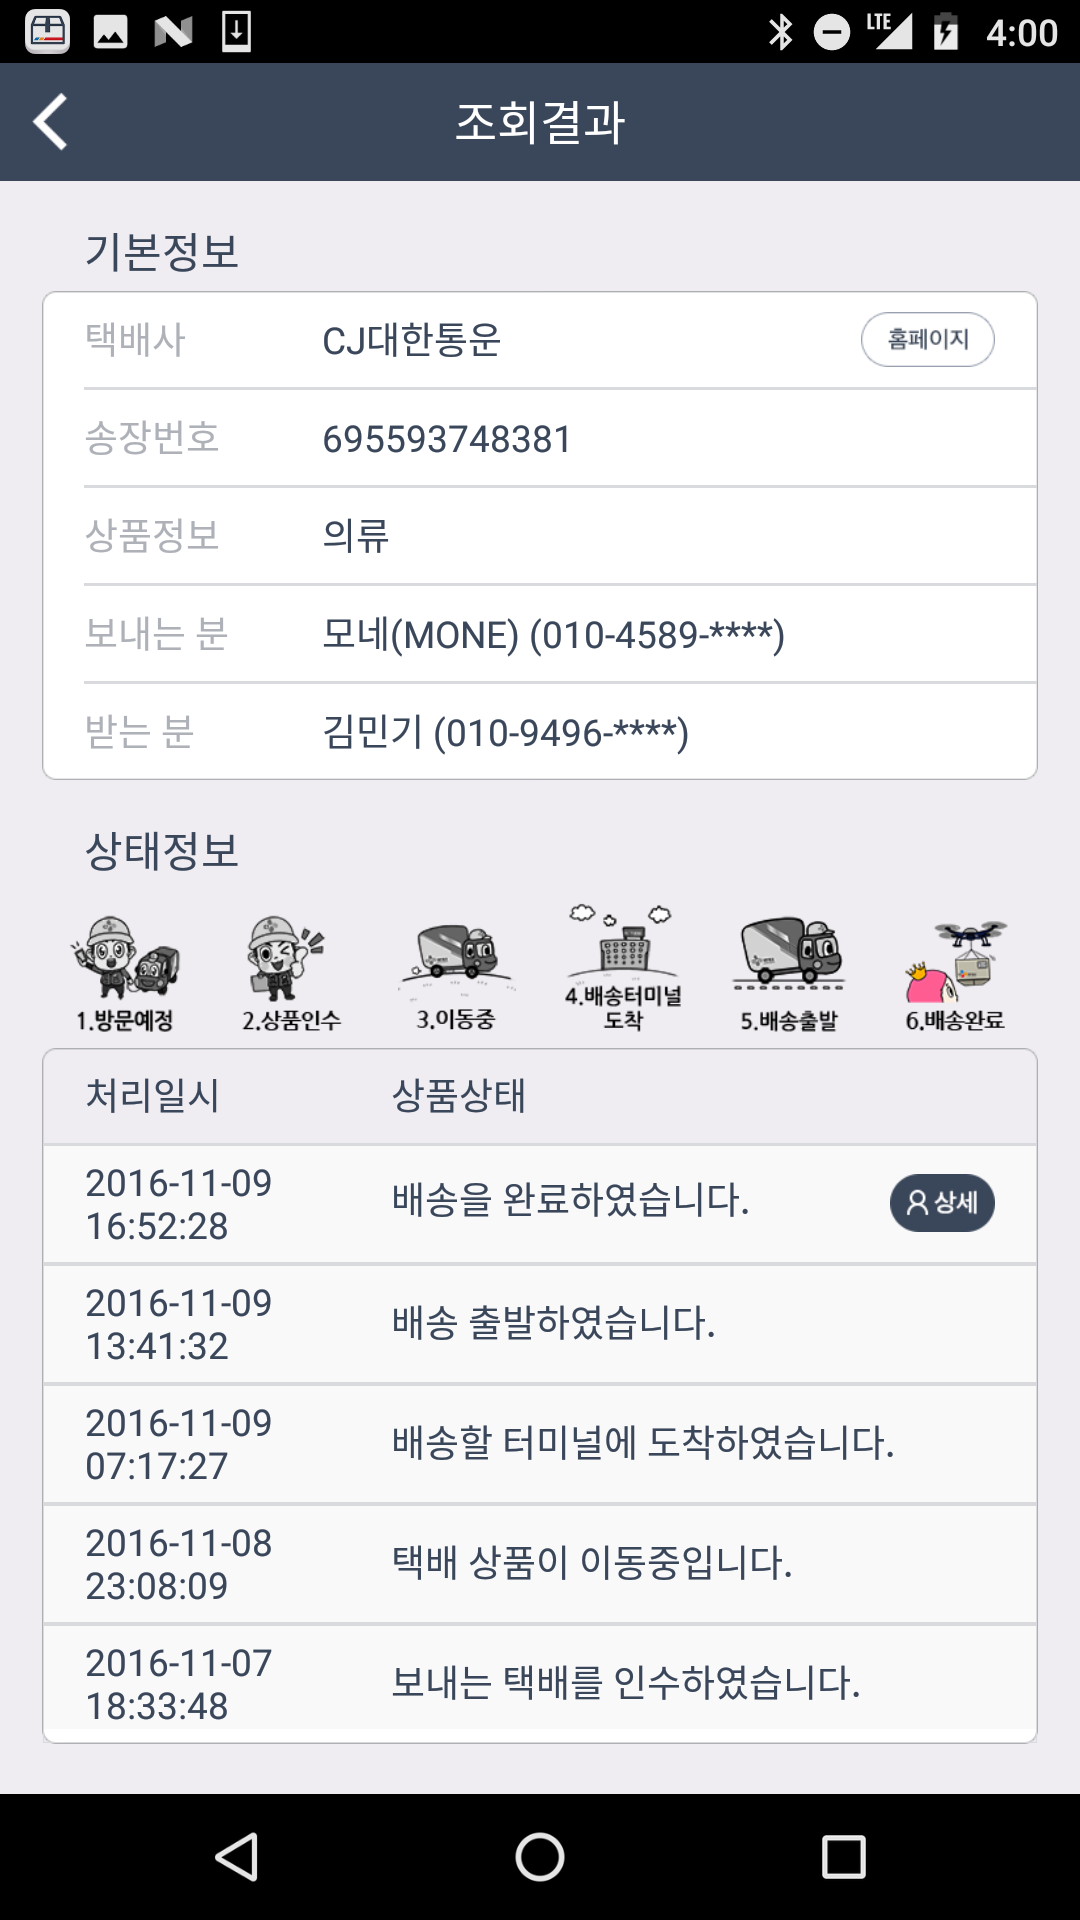 LTE 4:00
조회결과
기본정보
택배사 CJ대한통운 홈페이지
송장번호 695593748381
상품정보 의류
보내는 분 모네(MONE) (010-4589-****)
받는 분 김민기 (010-9496-****)
상태정보
1.방문예정 2.상품인수 3.이동중 4.배송터미널 도착 5.배송출발 6.배송완료
처리일시 상품상태
2016-11-09
16:52:28
배송을 완료하였습니다. 상세
2016-11-09
13:41:32
배송 출발하였습니다.
2016-11-09
07:17:27
배송할 터미널에 도착하였습니다.
2016-11-08
23:08:09
택배 상품이 이동중입니다.
2016-11-07
18:33:48
보내는 택배를 인수하였습니다.